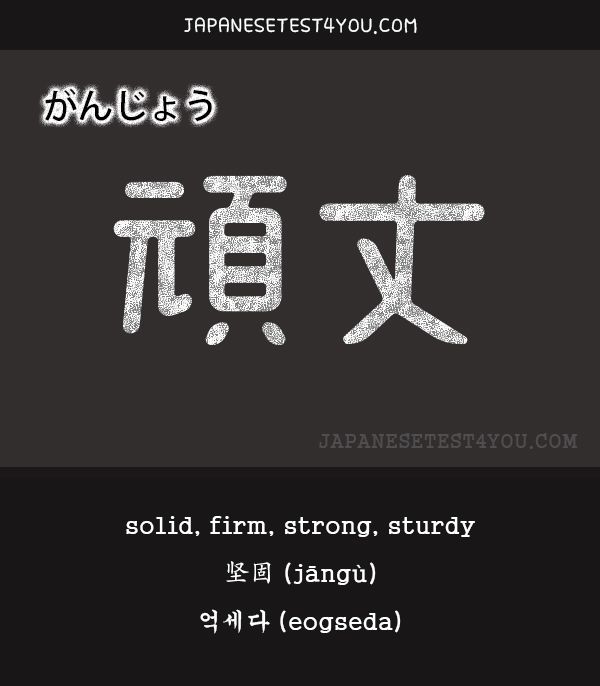 JAPANESETEST4YOU.COM
がんじょう
頑丈
JAPANESETEST4YOU.COM
solid, firm, strong, sturdy
坚固 (jāngù)
억세다 (eogseda)